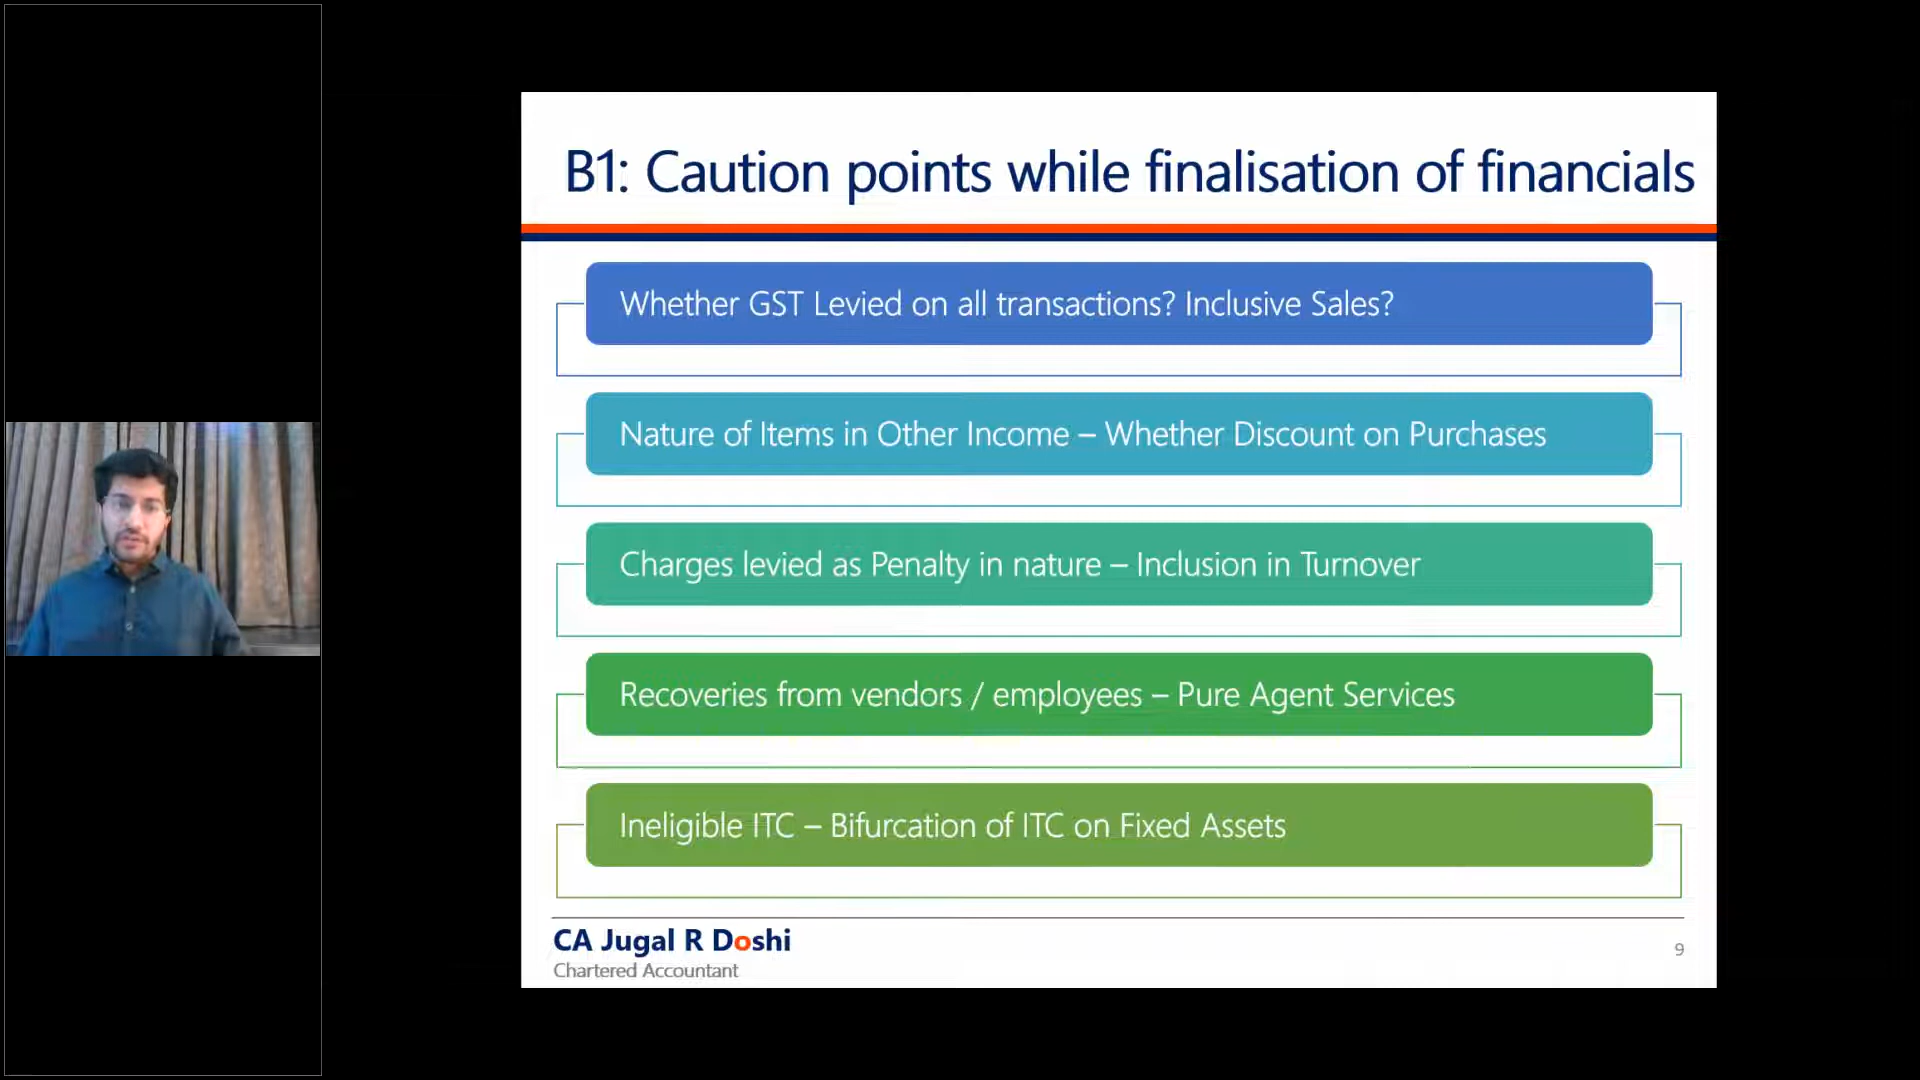 B1: Caution points while finalisation of financials
Whether GST Levied on all transactions? Inclusive Sales?
Nature of Items in Other Income – Whether Discount on Purchases
Charges levied as Penalty in nature – Inclusion in Turnover
Recoveries from vendors / employees – Pure Agent Services
Ineligible ITC – Bifurcation of ITC on Fixed Assets
CA Jugal R Doshi
Chartered Accountant
9